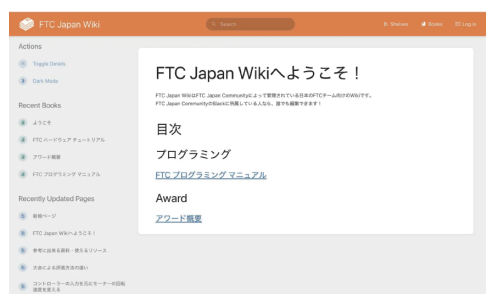 FTC Japan Wiki
Search
Shelves
Books
Log in
Actions
Toggle Details
Dark Mode
Recent Books
ようこそ
FTC ハードウェア チュートリアル
アワード概要
FTC プログラミング マニュアル
Recently Updated Pages
新規ページ
FTC Japan Wikiへようこそ！
参考に出来る資料・使えるリソース
大会による評価方法の違い
コントローラーの入力を元にモーターの回転
速度を変える
FTC Japan Wikiへようこそ！
FTC Japan WikiはFTC Japan Communityによって管理されている日本のFTCチーム向けのWikiです。
FTC Japan CommunityのSlackに所属している人なら、誰でも編集できます！
目次
プログラミング
FTC プログラミング マニュアル
Award
アワード概要